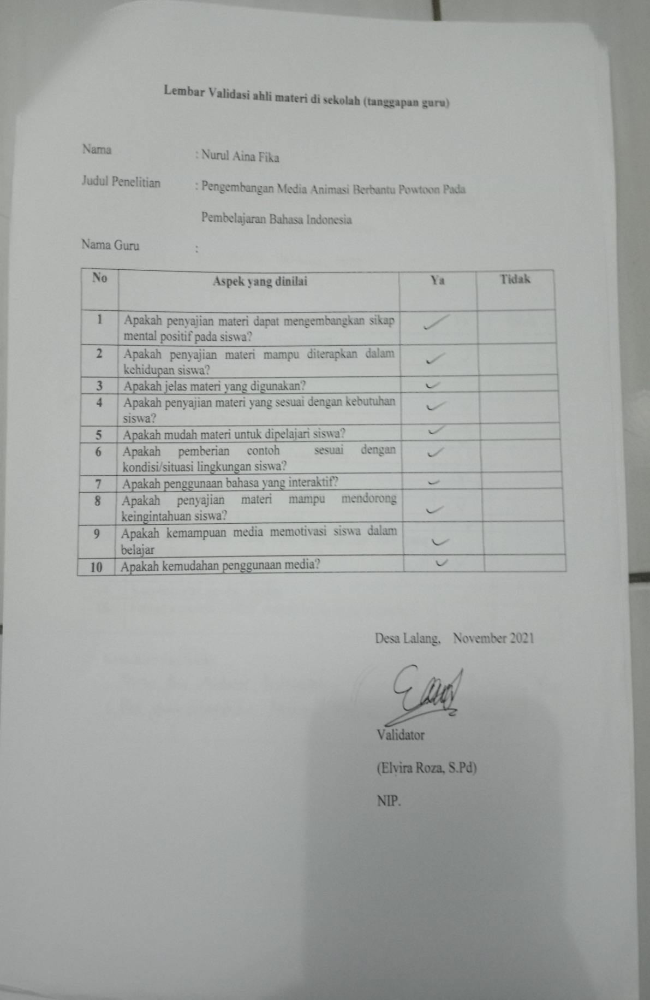 Lembar Validasi ahli materi di sekolah (tanggapan guru)
Nama : Nurul Aina Fika
Judul Penelitian : Pengembangan Media Animasi Berbantu Powtoon Pada
Pembelajaran Bahasa Indonesia
Nama Guru :
No Aspek yang dinilai Ya Tidak
1 Apakah penyajian materi dapat mengembangkan sikap ✓
mental positif pada siswa?
2 Apakah penyajian materi mampu diterapkan dalam ✓
kehidupan siswa?
3 Apakah jelas materi yang digunakan? ✓
4 Apakah penyajian materi yang sesuai dengan kebutuhan ✓
siswa?
5 Apakah mudah materi untuk dipelajari siswa? ✓
6 Apakah pemberian contoh sesuai dengan ✓
kondisi/situasi lingkungan siswa?
7 Apakah penggunaan bahasa yang interaktif? ✓
8 Apakah penyajian materi mampu mendorong ✓
keingintahuan siswa?
9 Apakah kemampuan media memotivasi siswa dalam ✓
belajar
10 Apakah kemudahan penggunaan media? ✓
Desa Lalang, November 2021
Validator
(Elvira Roza, S.Pd)
NIP.